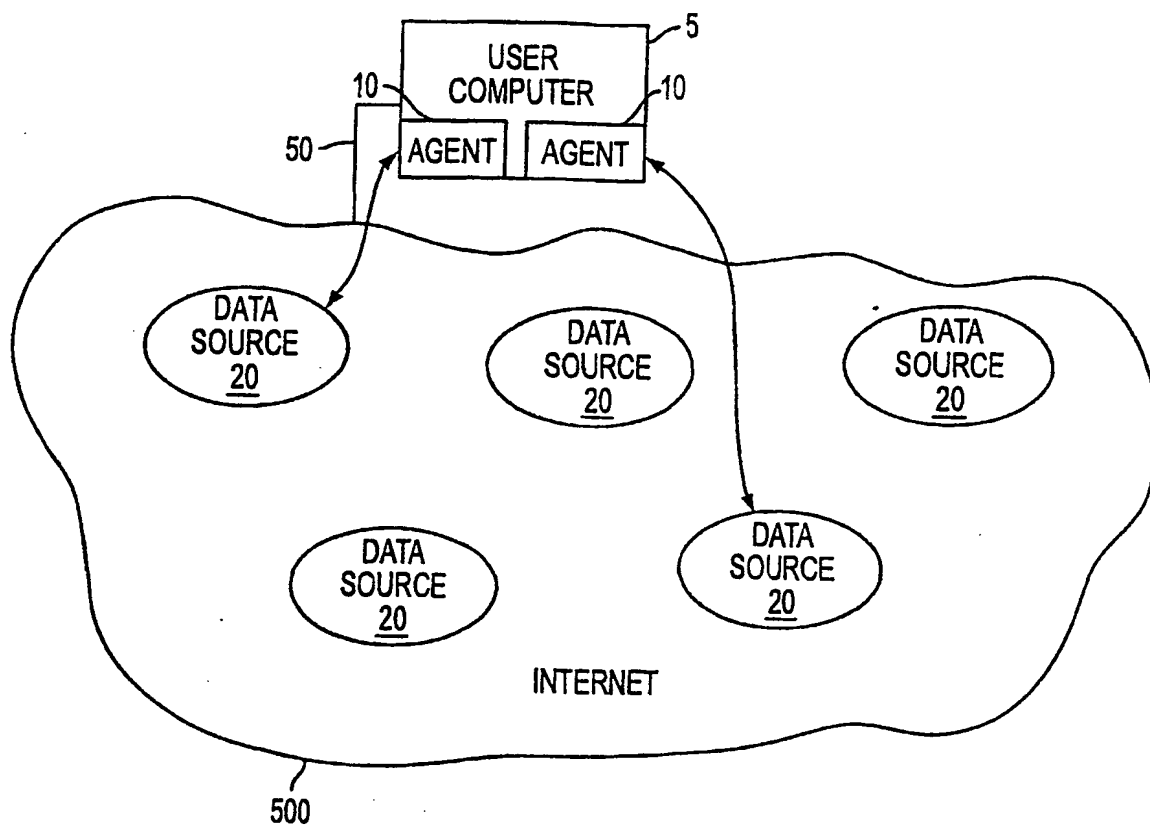 5
USER
COMPUTER
10
10
50
AGENT
AGENT
DATA
SOURCE
20
DATA
SOURCE
20
DATA
SOURCE
20
DATA
SOURCE
20
DATA
SOURCE
20
INTERNET
500